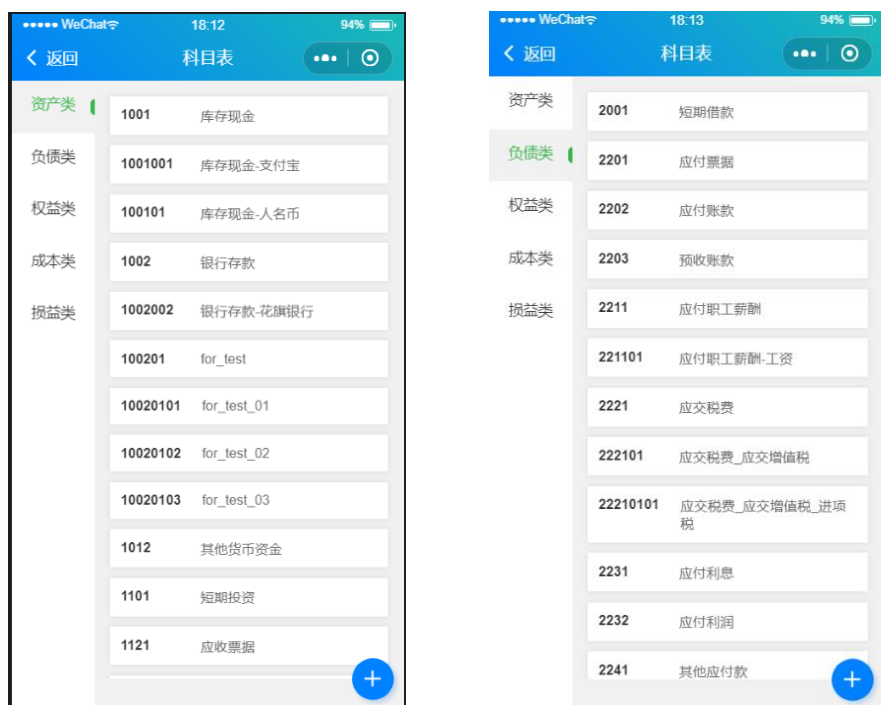 ●●●●● WeChat 18:12 94%
返回 科目表
资产类
负债类
权益类
成本类
损益类
1001 库存现金
1001001 库存现金-支付宝
100101 库存现金-人名币
1002 银行存款
1002002 银行存款-花旗银行
100201 for_test
10020101 for_test_01
10020102 for_test_02
10020103 for_test_03
1012 其他货币资金
1101 短期投资
1121 应收票据
+
●●●●● WeChat 18:13 94%
返回 科目表
资产类
负债类
权益类
成本类
损益类
2001 短期借款
2201 应付票据
2202 应付账款
2203 预收账款
2211 应付职工薪酬
221101 应付职工薪酬-工资
2221 应交税费
222101 应交税费_应交增值税
22210101 应交税费_应交增值税_进项
税
2231 应付利息
2232 应付利润
2241 其他应付款
+